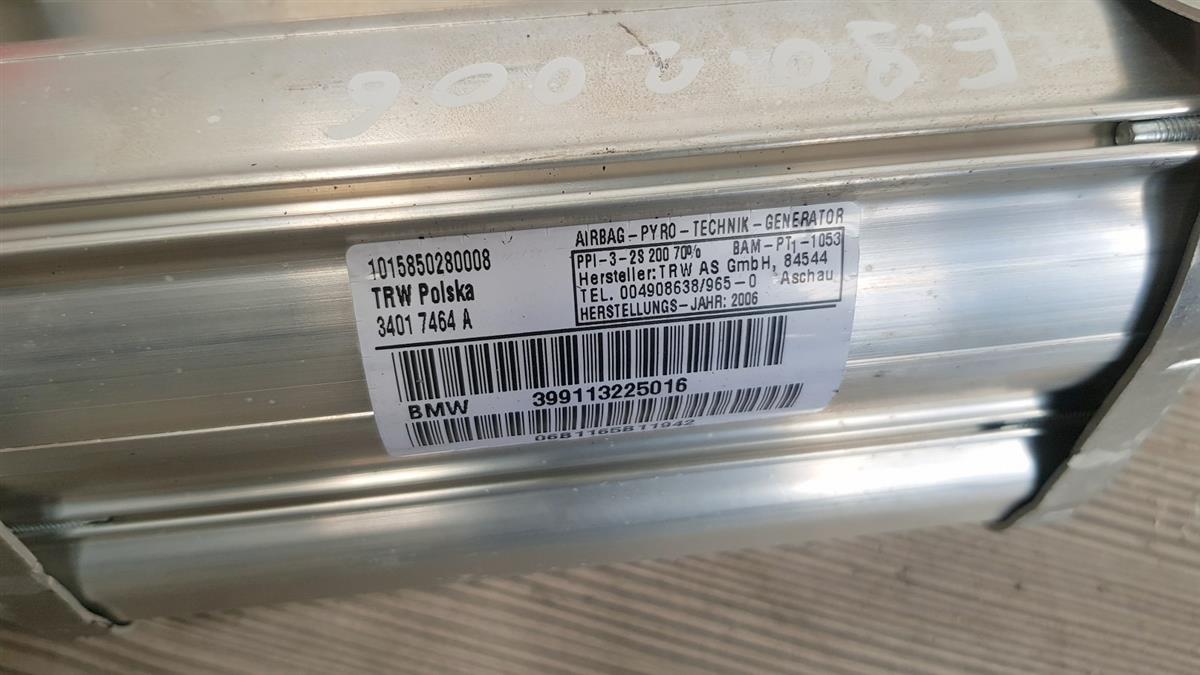 2006
1015850280008
TRW Polska
3401 7464 A
AIRBAG-PYRO-TECHNIK-GENERATOR
PPI-3-2S 200 70% BAM-PT1-1053
Hersteller: TRW AS GmbH, 84544
TEL. 004908638/965-0 Aschau
HERSTELLUNGS-JAHR: 2006
BMW 399113225016
06B1165B11942